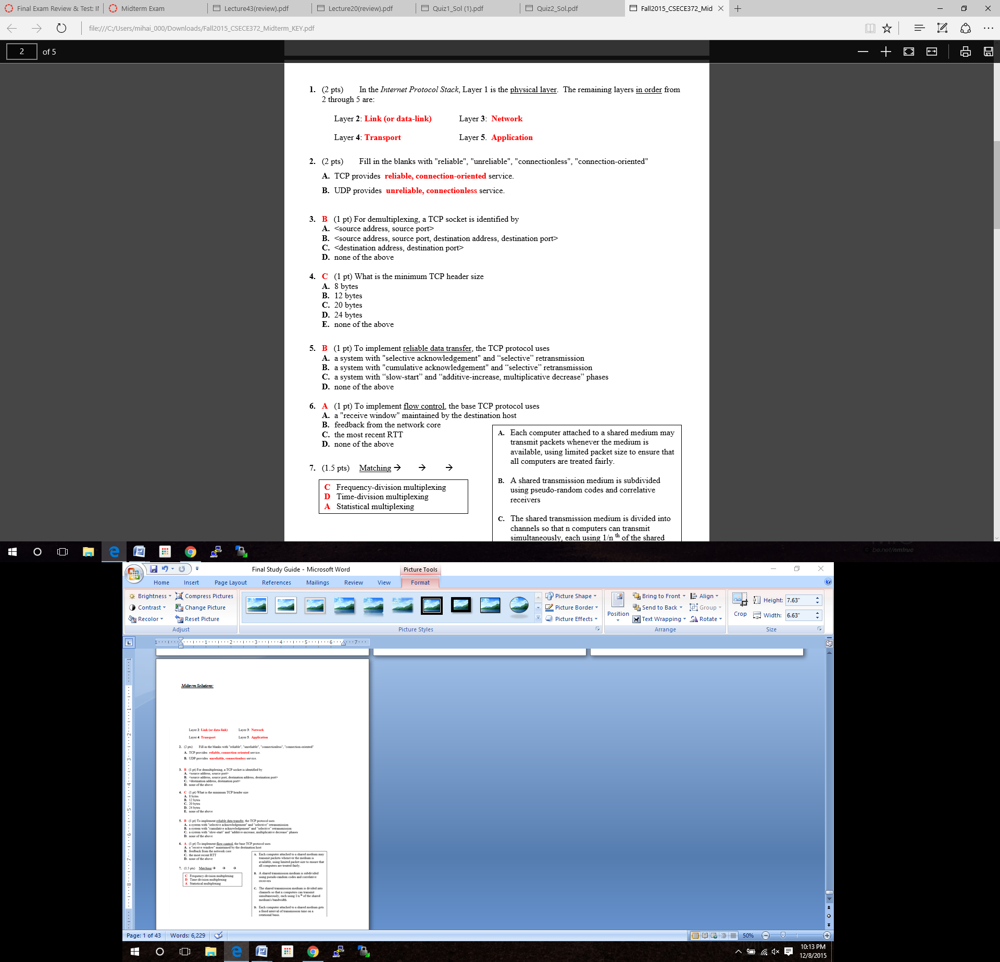 Final Exam Review & Test: I
Midterm Exam
Lecture43(review).pdf
Lecture20(review).pdf
Quiz1_Sol (1).pdf
Quiz2_Sol.pdf
Fall2015_CSECE372_Mid
file:///C:/Users/mihai_000/Downloads/Fall2015_CSECE372_Midterm_KEY.pdf
2 of 5
1. (2 pts) In the Internet Protocol Stack, Layer 1 is the physical layer. The remaining layers in order from
2 through 5 are:
Layer 2: Link (or data-link) Layer 3: Network
Layer 4: Transport Layer 5. Application
2. (2 pts) Fill in the blanks with "reliable", "unreliable", "connectionless", "connection-oriented"
A. TCP provides reliable, connection-oriented service.
B. UDP provides unreliable, connectionless service.
3. B (1 pt) For demultiplexing, a TCP socket is identified by
A. <source address, source port>
B. <source address, source port, destination address, destination port>
C. <destination address, destination port>
D. none of the above
4. C (1 pt) What is the minimum TCP header size
A. 8 bytes
B. 12 bytes
C. 20 bytes
D. 24 bytes
E. none of the above
5. B (1 pt) To implement reliable data transfer, the TCP protocol uses
A. a system with "selective acknowledgement" and “selective” retransmission
B. a system with "cumulative acknowledgement" and “selective” retransmission
C. a system with “slow-start” and “additive-increase, multiplicative decrease” phases
D. none of the above
6. A (1 pt) To implement flow control, the base TCP protocol uses
A. a "receive window" maintained by the destination host
B. feedback from the network core
C. the most recent RTT
D. none of the above
7. (1.5 pts) Matching → → →
C Frequency-division multiplexing
D Time-division multiplexing
A Statistical multiplexing
A. Each computer attached to a shared medium may
transmit packets whenever the medium is
available, using limited packet size to ensure that
all computers are treated fairly.
B. A shared transmission medium is subdivided
using pseudo-random codes and correlative
receivers
C. The shared transmission medium is divided into
channels so that n computers can transmit
simultaneously, each using 1/n th of the shared
be.net/nmtruc
Final Study Guide - Microsoft Word
Picture Tools
Home Insert Page Layout References Mailings Review View Format
Brightness Compress Pictures
Contrast Change Picture
Recolor Reset Picture
Adjust
Picture Shape
Picture Border
Picture Effects
Picture Styles
Position
Bring to Front Align
Send to Back Group
Text Wrapping Rotate
Arrange
Crop
Height: 7.63"
Width: 6.63"
Size
1 1 2 3 4 5 6 7
Midterm Solutions:
Layer 2: Link (or data-link) Layer 3: Network
Layer 4: Transport Layer 5. Application
2. (2 pts) Fill in the blanks with "reliable", "unreliable", "connectionless", "connection-oriented"
A. TCP provides reliable, connection-oriented service.
B. UDP provides unreliable, connectionless service.
3. B (1 pt) For demultiplexing, a TCP socket is identified by
A. <source address, source port>
B. <source address, source port, destination address, destination port>
C. <destination address, destination port>
D. none of the above
4. C (1 pt) What is the minimum TCP header size
A. 8 bytes
B. 12 bytes
C. 20 bytes
D. 24 bytes
E. none of the above
5. B (1 pt) To implement reliable data transfer, the TCP protocol uses
A. a system with "selective acknowledgement" and “selective” retransmission
B. a system with "cumulative acknowledgement" and “selective” retransmission
C. a system with “slow-start” and “additive-increase, multiplicative decrease” phases
D. none of the above
6. A (1 pt) To implement flow control, the base TCP protocol uses
A. a "receive window" maintained by the destination host
B. feedback from the network core
C. the most recent RTT
D. none of the above
7. (1.5 pts) Matching → → →
C Frequency-division multiplexing
D Time-division multiplexing
A Statistical multiplexing
A. Each computer attached to a shared medium may
transmit packets whenever the medium is
available, using limited packet size to ensure that
all computers are treated fairly.
B. A shared transmission medium is subdivided
using pseudo-random codes and correlative
receivers
C. The shared transmission medium is divided into
channels so that n computers can transmit
simultaneously, each using 1/n th of the shared
medium's bandwidth.
D. Each computer attached to a shared medium gets
a fixed interval of transmission time on a
rotational basis.
Page: 1 of 43 Words: 6,229
50%
10:13 PM
12/8/2015